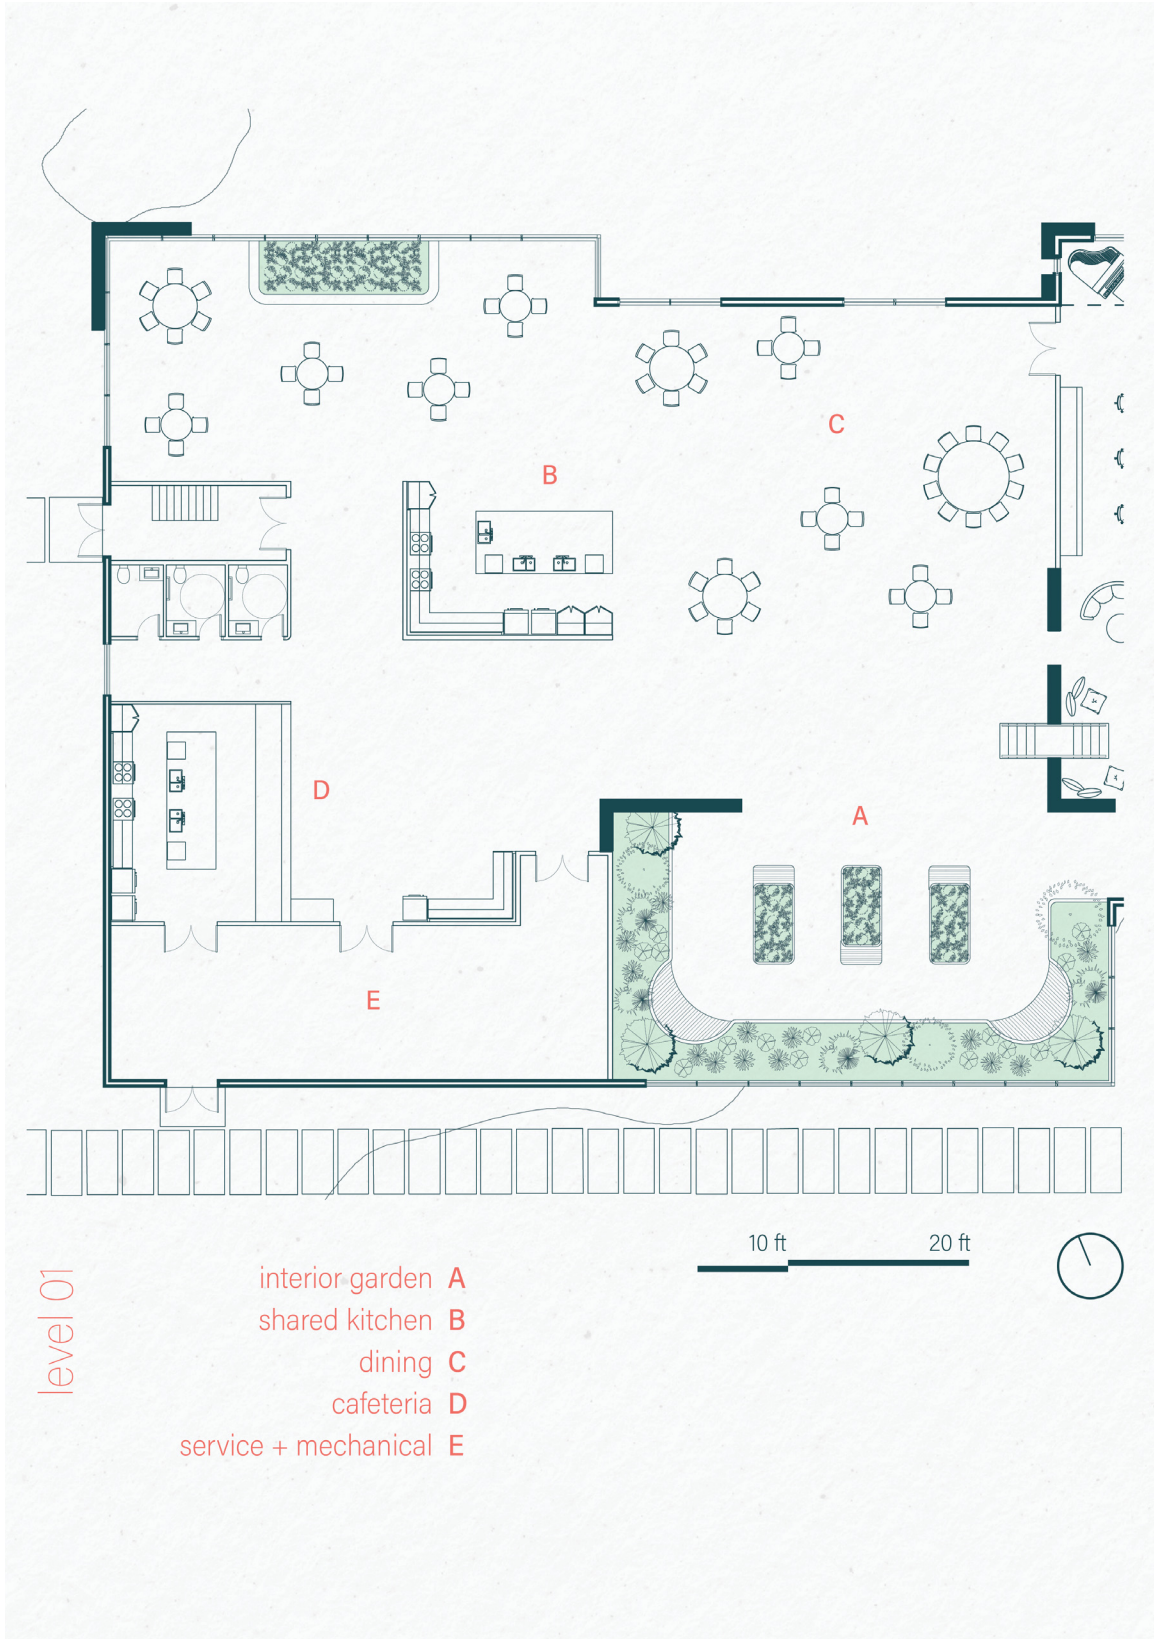 C
B
D
A
E
10 ft 20 ft
level 01
interior garden A
shared kitchen B
dining C
cafeteria D
service + mechanical E